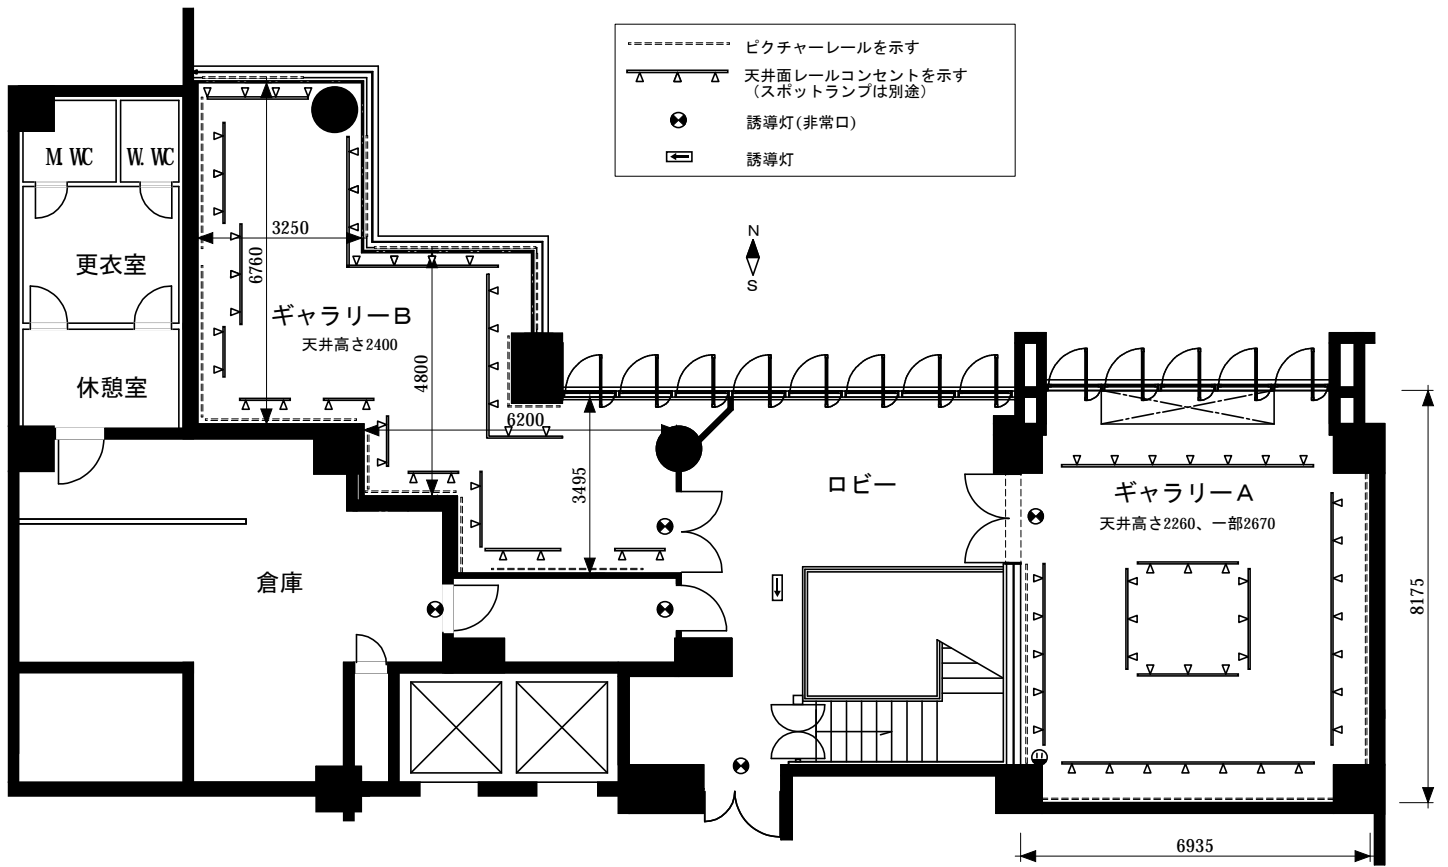 ピクチャーレールを示す
天井面レールコンセントを示す
（スポットランプは別途）
誘導灯(非常口)
誘導灯
M.WC
W.WC
更衣室
休憩室
3250
6760
ギャラリーB
天井高さ2400
4800
6200
3495
N
S
ロビー
ギャラリーA
天井高さ2260、一部2670
倉庫
8175
6935